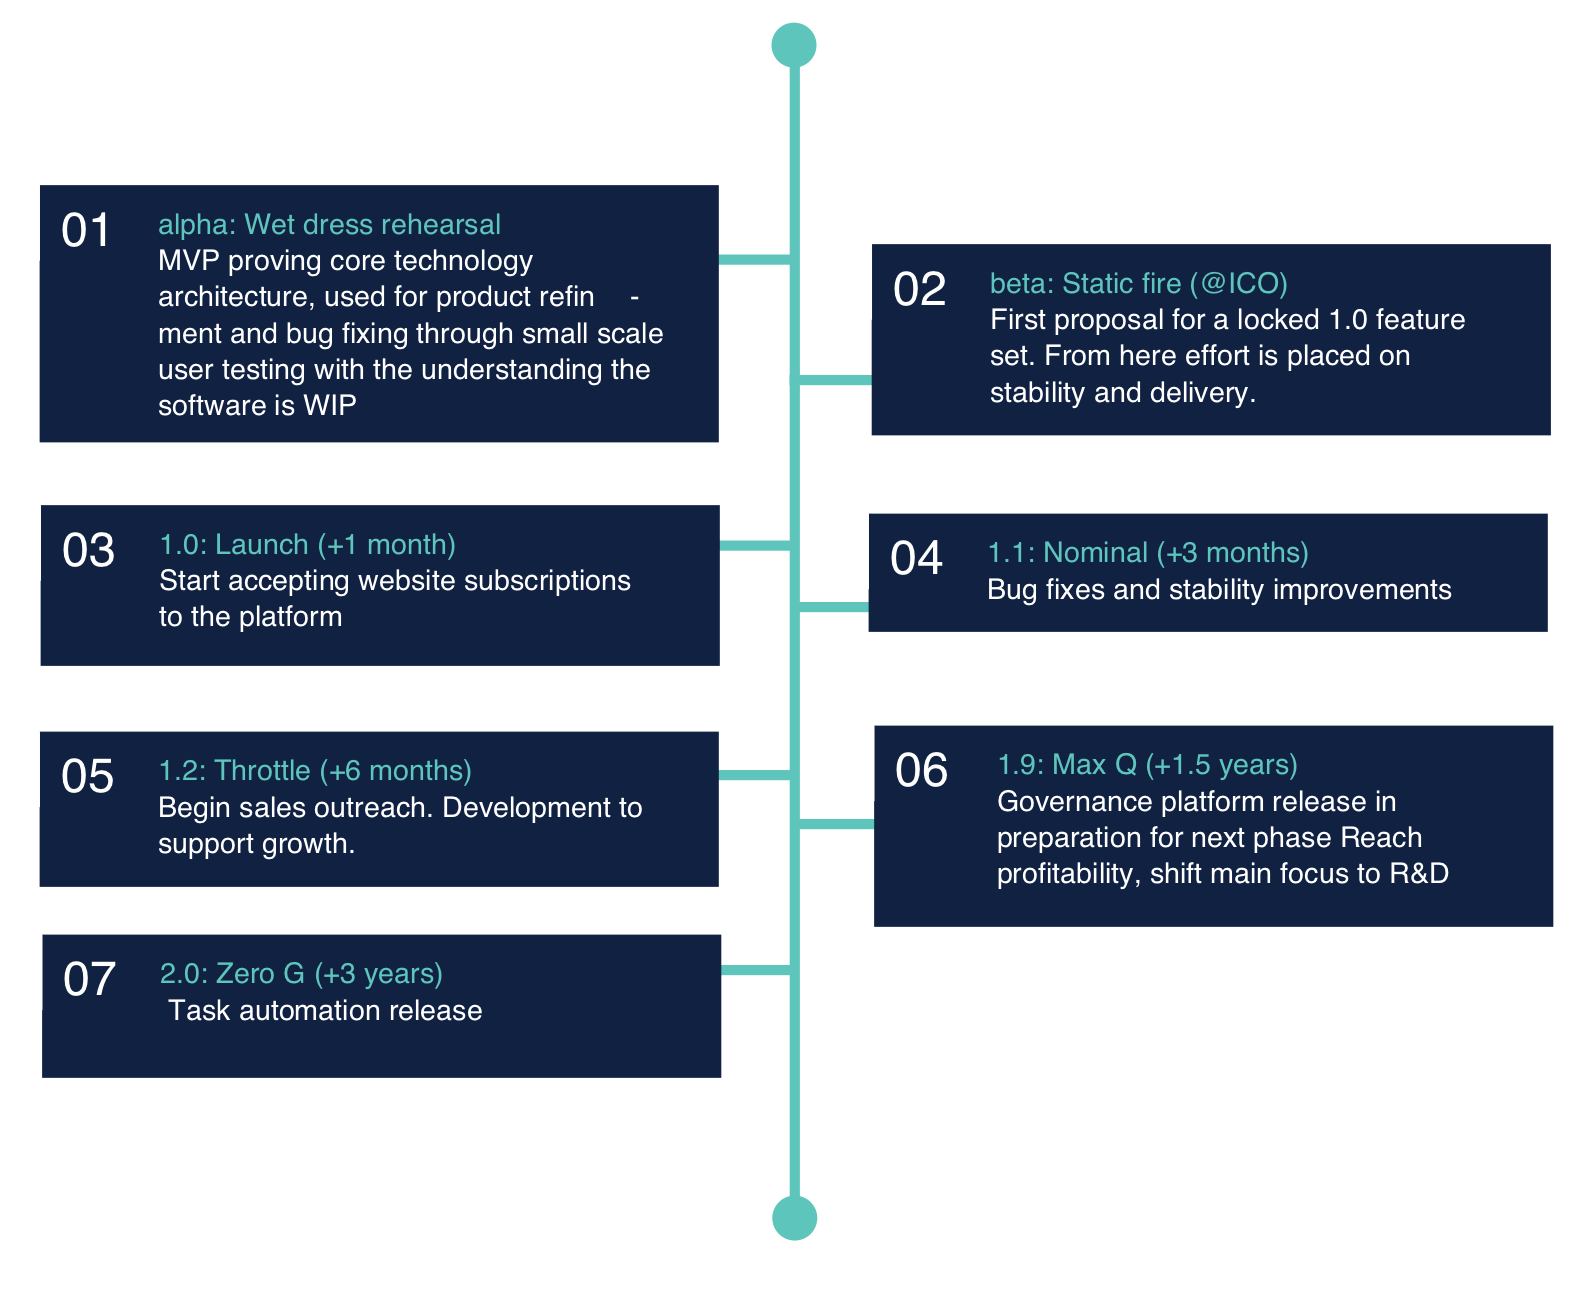 01
alpha: Wet dress rehearsal
MVP proving core technology
architecture, used for product refin -
ment and bug fixing through small scale
user testing with the understanding the
software is WIP
02
beta: Static fire (@ICO)
First proposal for a locked 1.0 feature
set. From here effort is placed on
stability and delivery.
03
1.0: Launch (+1 month)
Start accepting website subscriptions
to the platform
04
1.1: Nominal (+3 months)
Bug fixes and stability improvements
05
1.2: Throttle (+6 months)
Begin sales outreach. Development to
support growth.
06
1.9: Max Q (+1.5 years)
Governance platform release in
preparation for next phase Reach
profitability, shift main focus to R&D
07
2.0: Zero G (+3 years)
Task automation release